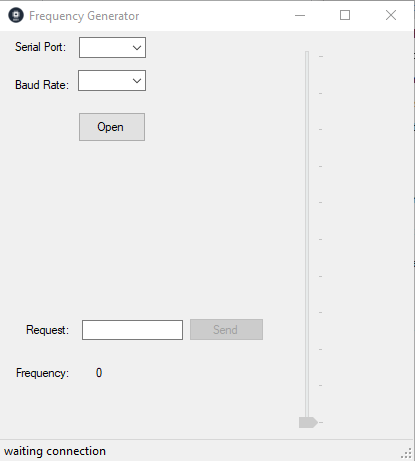 Frequency Generator
Serial Port:
Baud Rate:
Open
Request:
Send
Frequency:
0
waiting connection